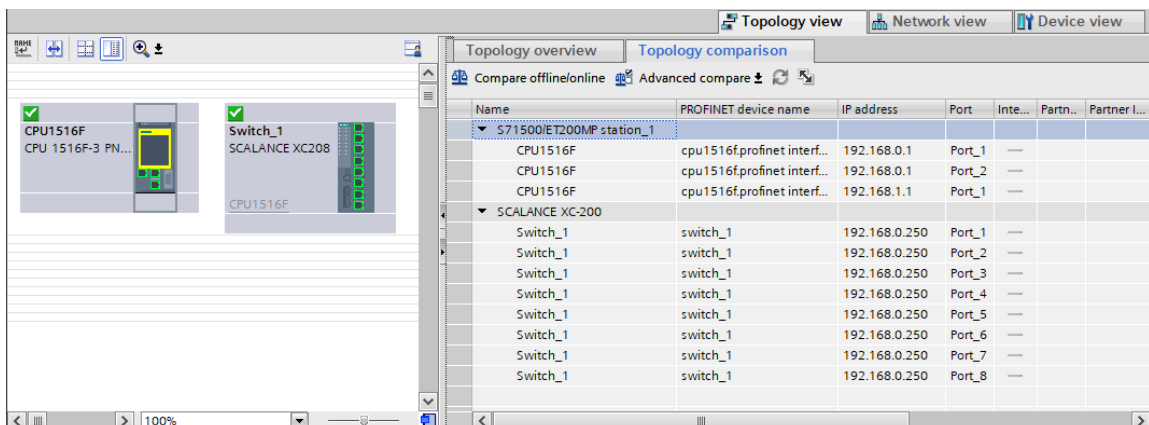 Topology view Network view Device view
Topology overview Topology comparison
Compare offline/online Advanced compare
Name PROFINET device name IP address Port Inte... Partn... Partner I...
S71500/ET200MP station_1
CPU1516F cpu1516f.profinet interf... 192.168.0.1 Port_1 —
CPU1516F cpu1516f.profinet interf... 192.168.0.1 Port_2 —
CPU1516F cpu1516f.profinet interf... 192.168.1.1 Port_1 —
SCALANCE XC-200
Switch_1 switch_1 192.168.0.250 Port_1 —
Switch_1 switch_1 192.168.0.250 Port_2 —
Switch_1 switch_1 192.168.0.250 Port_3 —
Switch_1 switch_1 192.168.0.250 Port_4 —
Switch_1 switch_1 192.168.0.250 Port_5 —
Switch_1 switch_1 192.168.0.250 Port_6 —
Switch_1 switch_1 192.168.0.250 Port_7 —
Switch_1 switch_1 192.168.0.250 Port_8 —
NAME
CPU1516F
CPU 1516F-3 PN...
Switch_1
SCALANCE XC208
CPU1516F
100%